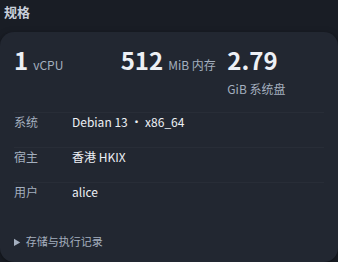 规格
1 vCPU
512 MiB 内存
2.79
GiB 系统盘
系统 Debian 13 · x86_64
宿主 香港 HKIX
用户 alice
▶ 存储与执行记录